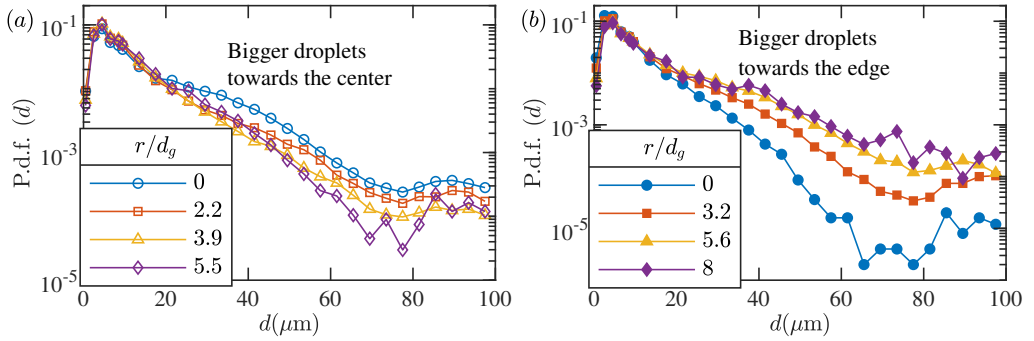 (a)
10^{-1}
10^{-3}
10^{-5}
P.d.f. (d)
Bigger droplets
towards the center
r/d_g
0
2.2
3.9
5.5
0 20 40 60 80 100
d(μm)
(b)
10^{-1}
10^{-3}
10^{-5}
P.d.f. (d)
Bigger droplets
towards the edge
r/d_g
0
3.2
5.6
8
0 20 40 60 80 100
d(μm)